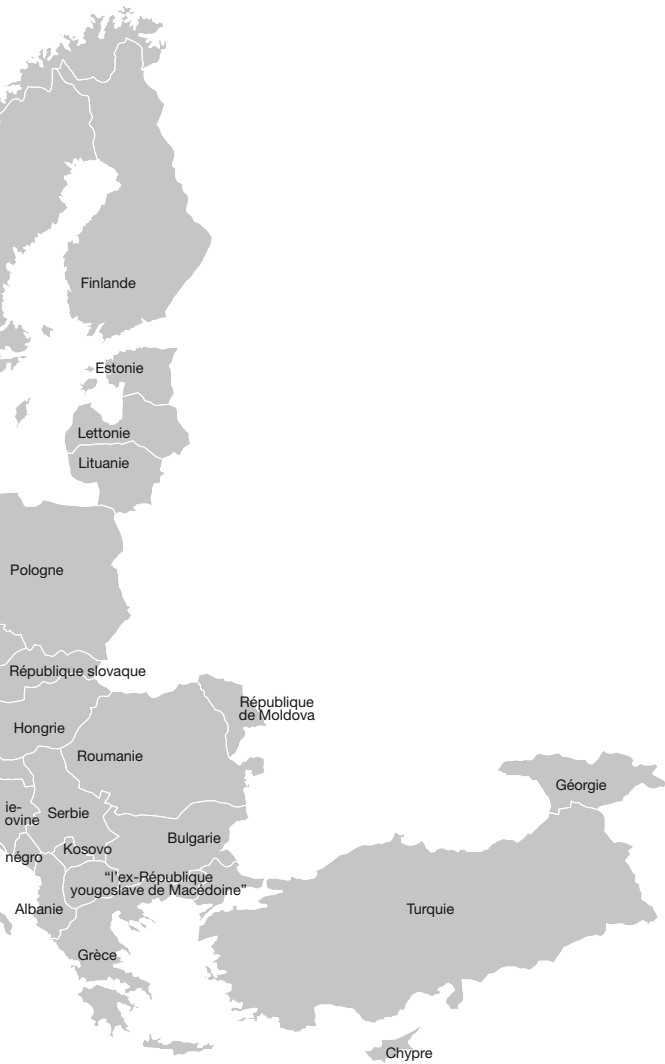 Finlande
Estonie
Lettonie
Lituanie
Pologne
République slovaque
République
de Moldova
Hongrie
Roumanie
Géorgie
ie-
ovine
Serbie
Bulgarie
Kosovo
négro
“l’ex-République
yougoslave de Macédoine”
Albanie
Turquie
Grèce
Chypre